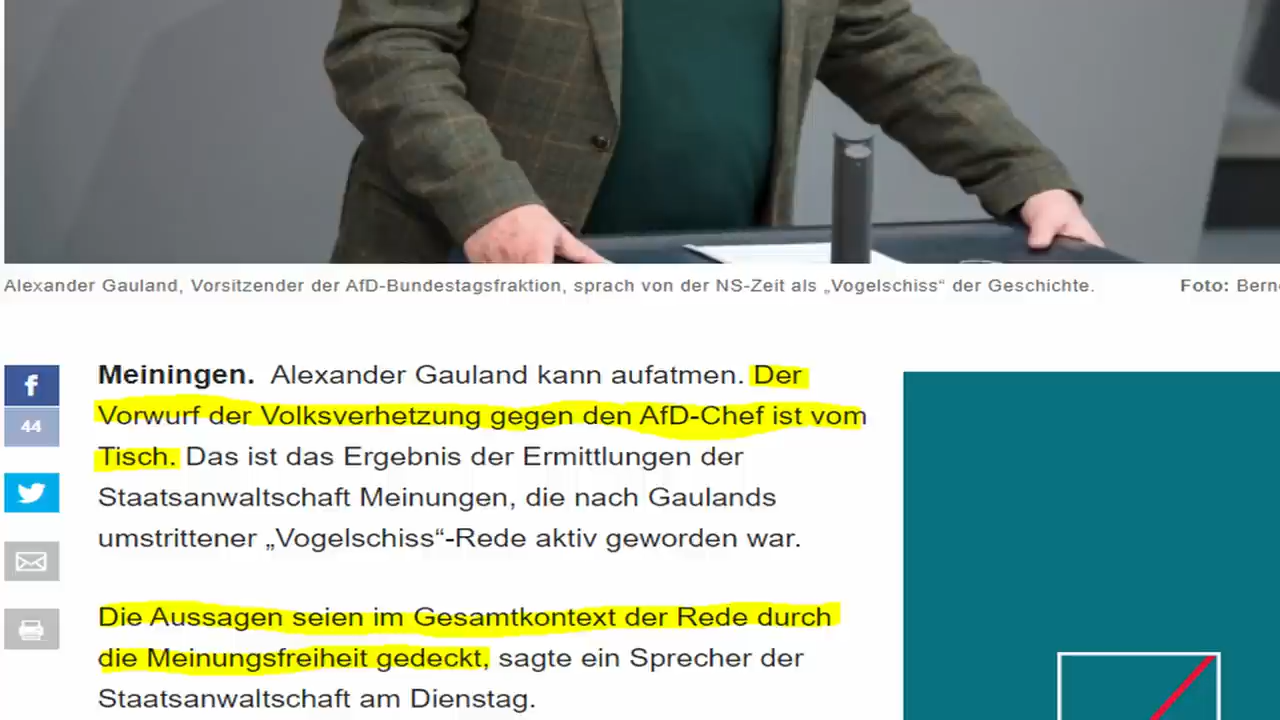 Alexander Gauland, Vorsitzender der AfD-Bundestagsfraktion, sprach von der NS-Zeit als „Vogelschiss“ der Geschichte. Foto: Bern
Meiningen. Alexander Gauland kann aufatmen. Der
Vorwurf der Volksverhetzung gegen den AfD-Chef ist vom
Tisch. Das ist das Ergebnis der Ermittlungen der
Staatsanwaltschaft Meinungen, die nach Gaulands
umstrittener „Vogelschiss“-Rede aktiv geworden war.
Die Aussagen seien im Gesamtkontext der Rede durch
die Meinungsfreiheit gedeckt, sagte ein Sprecher der
Staatsanwaltschaft am Dienstag.
f
44